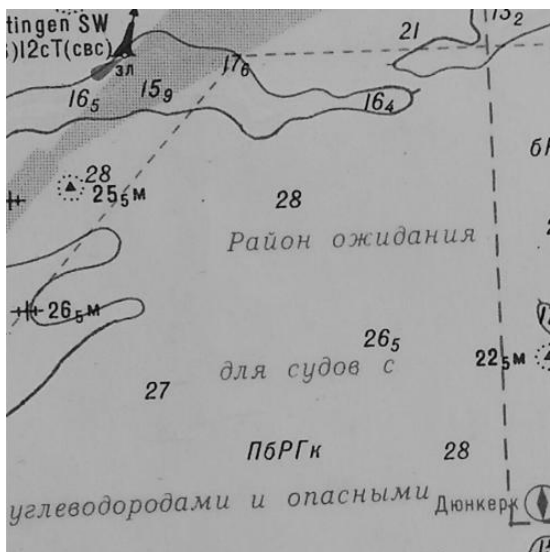 tingen SW
)12сТ(свс)
зл
13₂
21
17₆
16₅
15₉
16₄
28
25₅м
28
Район ожидания
26₅м
26₅
для судов с
22₅м
27
ПбРГк
28
углеводородами и опасными
Дюнкерк